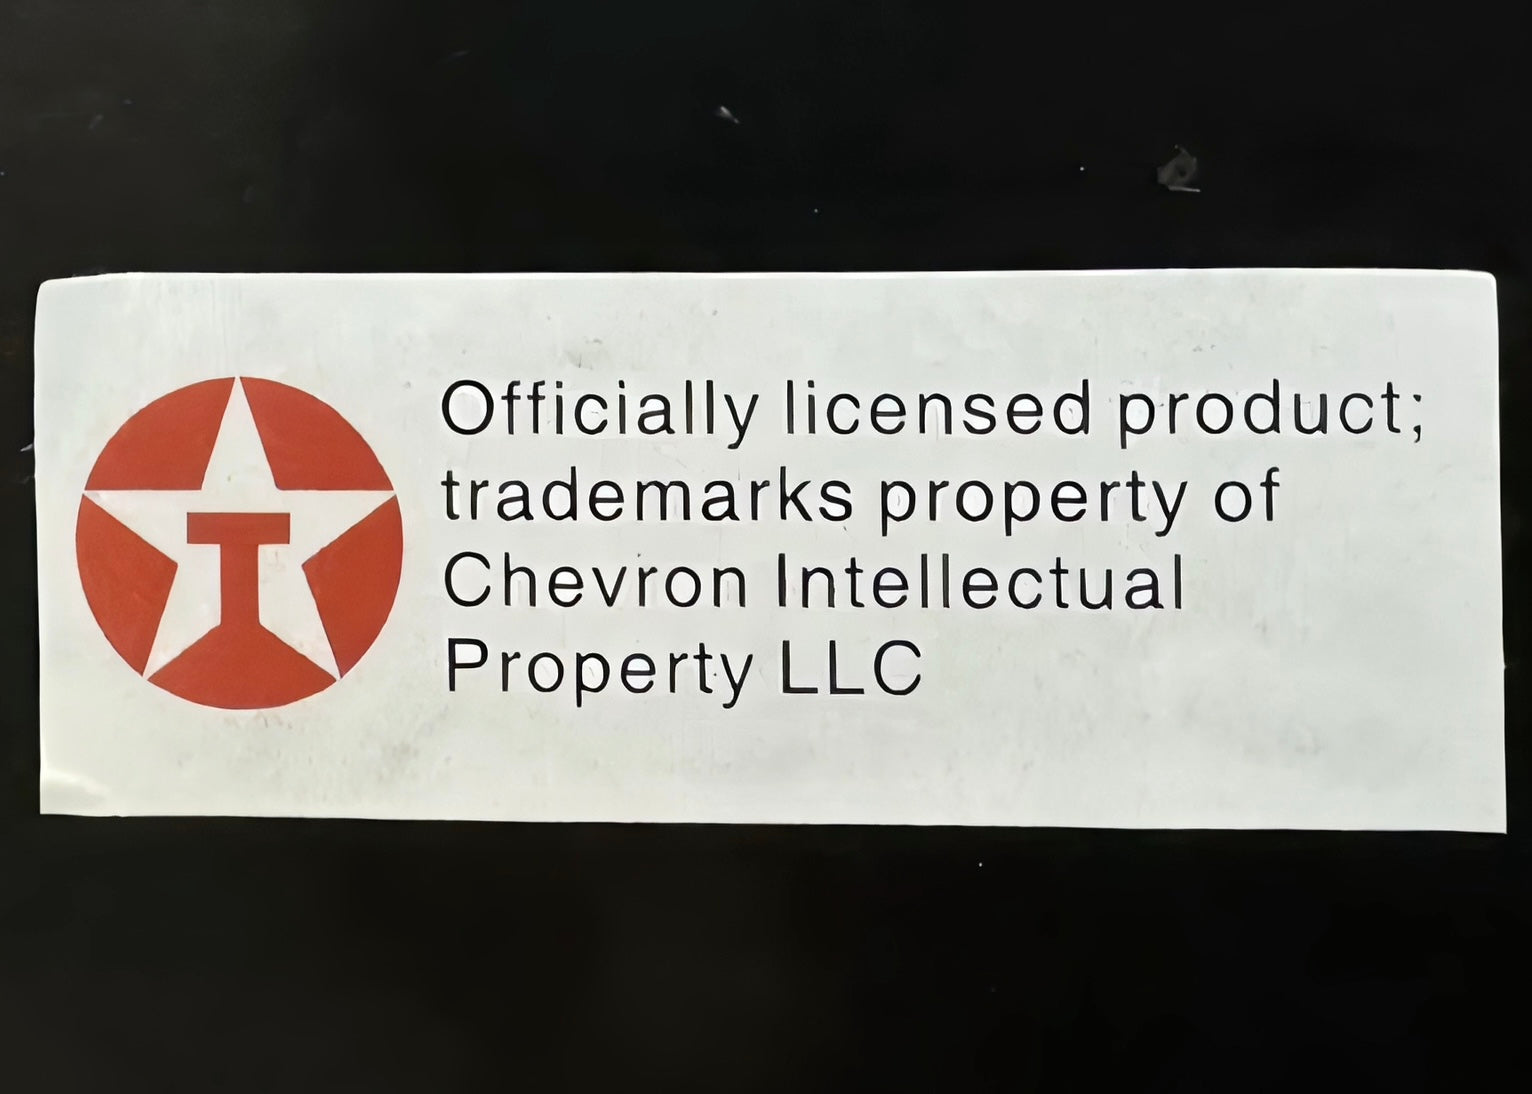 T
Officially licensed product;
trademarks property of
Chevron Intellectual
Property LLC